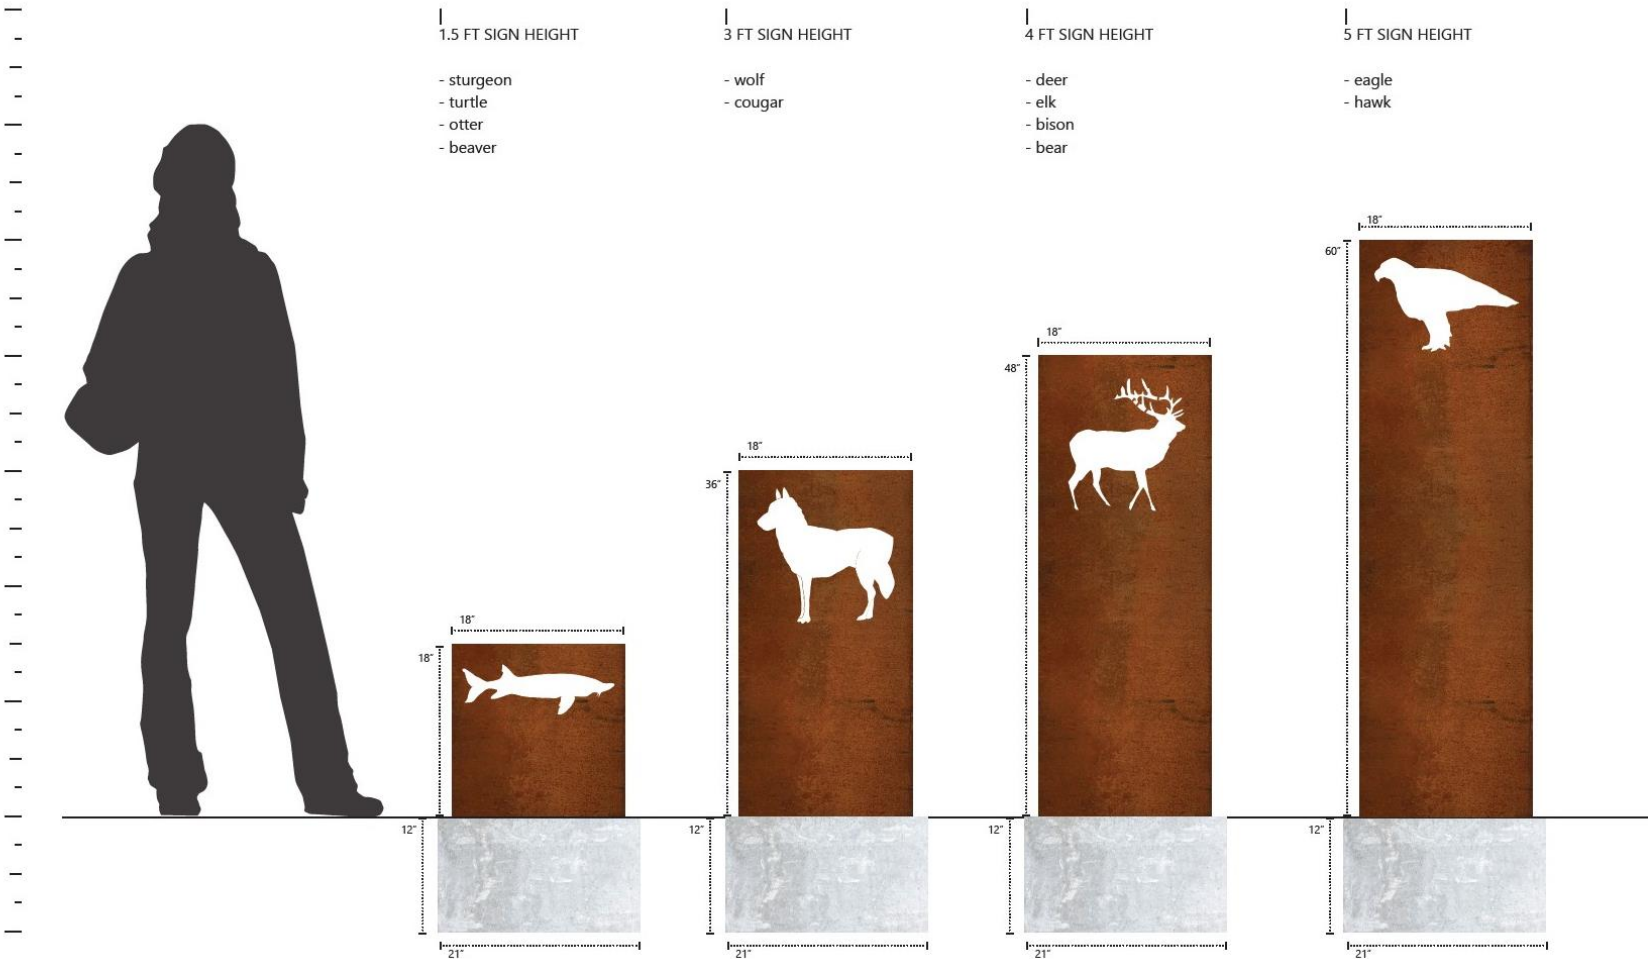 1.5 FT SIGN HEIGHT
- sturgeon
- turtle
- otter
- beaver
3 FT SIGN HEIGHT
- wolf
- cougar
4 FT SIGN HEIGHT
- deer
- elk
- bison
- bear
5 FT SIGN HEIGHT
- eagle
- hawk
18"
18"
12"
21"
18"
36"
12"
21"
18"
48"
12"
21"
18"
60"
12"
21"